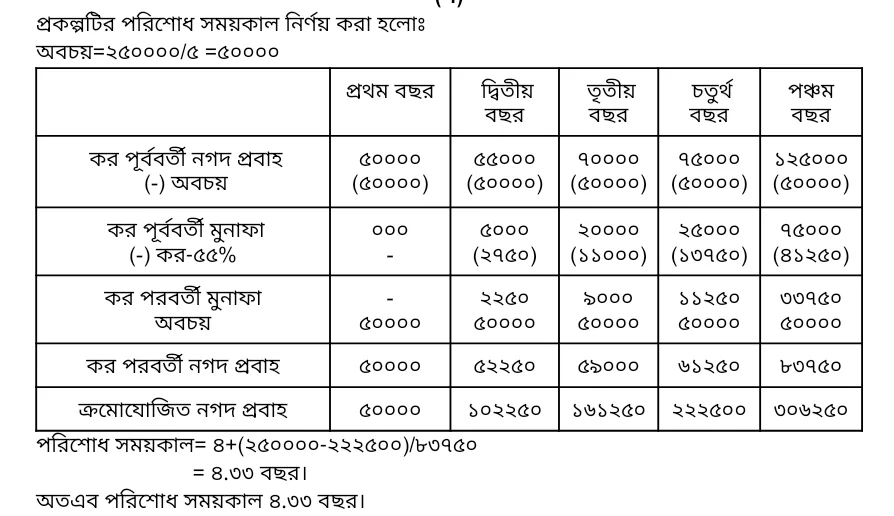 প্রকল্পটির পরিশোধ সময়কাল নির্ণয় করা হলোঃ
অবচয়=২৫০০০০/৫ =৫০০০০
প্রথম বছর দ্বিতীয় বছর তৃতীয় বছর চতুর্থ বছর পঞ্চম বছর
কর পূর্ববর্তী নগদ প্রবাহ ৫০০০০ ৫৫০০০ ৭০০০০ ৭৫০০০ ১২৫০০০
(-) অবচয় (৫০০০০) (৫০০০০) (৫০০০০) (৫০০০০) (৫০০০০)
কর পূর্ববর্তী মুনাফা ০০০ ৫০০০ ২০০০০ ২৫০০০ ৭৫০০০
(-) কর-৫৫% - (২৭৫০) (১১০০০) (১৩৭৫০) (৪১২৫০)
কর পরবর্তী মুনাফা - ২২৫০ ৯০০০ ১১২৫০ ৩৩৭৫০
অবচয় ৫০০০০ ৫০০০০ ৫০০০০ ৫০০০০ ৫০০০০
কর পরবর্তী নগদ প্রবাহ ৫০০০০ ৫২২৫০ ৫৯০০০ ৬১২৫০ ৮৩৭৫০
ক্রমোযোজিত নগদ প্রবাহ ৫০০০০ ১০২২৫০ ১৬১২৫০ ২২২৫০০ ৩০৬২৫০
পরিশোধ সময়কাল= ৪+(২৫০০০০-২২২৫০০)/৮৩৭৫০
= ৪.৩৩ বছর।
অতএব পরিশোধ সময়কাল ৪.৩৩ বছর।